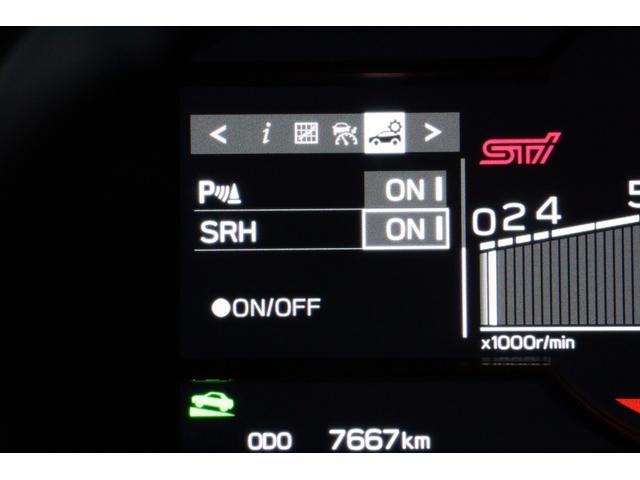 < i >
STI
P ON
SRH ON
0 2 4 5
ON/OFF
x1000r/min
ODO 7667km